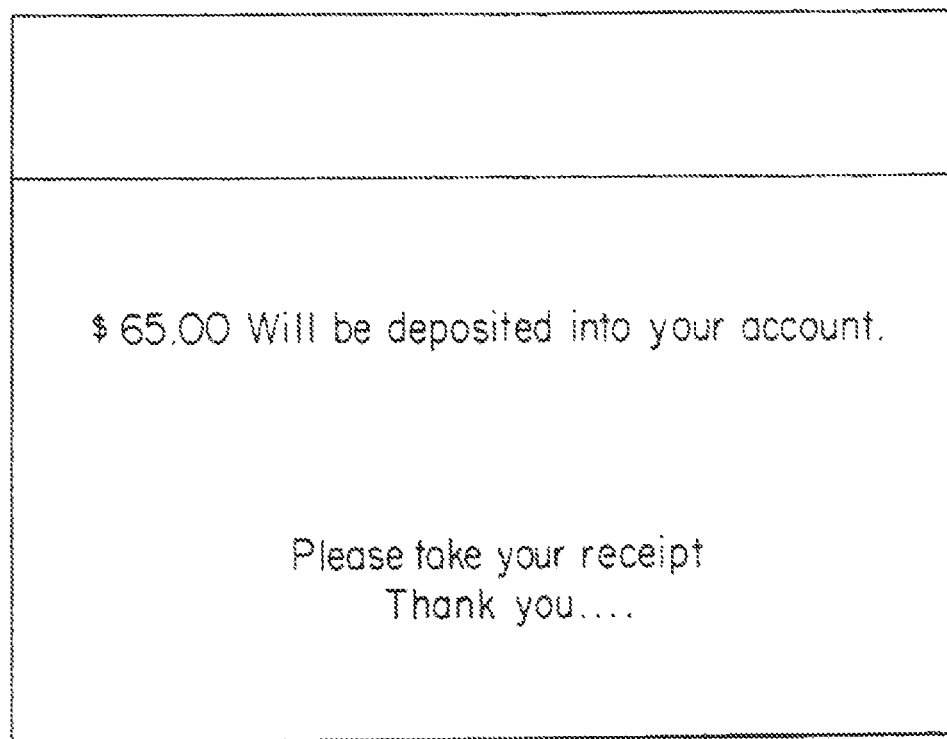 $ 65.00 Will be deposited into your account.
Please take your receipt
Thank you....